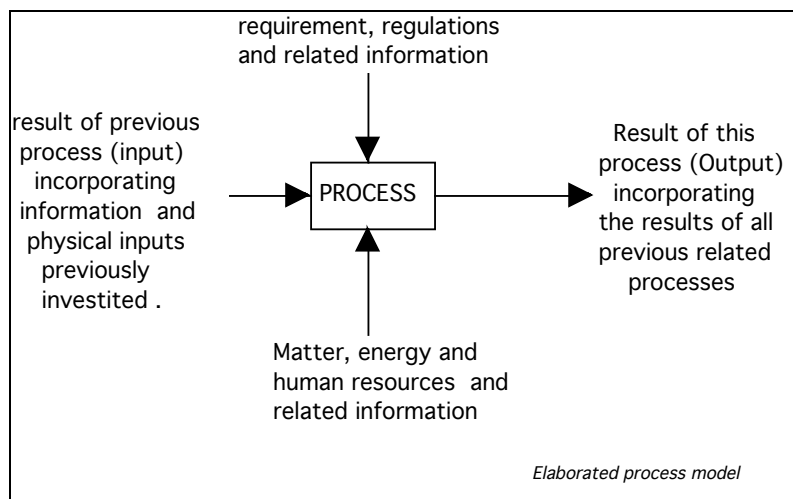 requirement, regulations
and related information
result of previous
process (input)
incorporating
information and
physical inputs
previously
investited .
PROCESS
Result of this
process (Output)
incorporating
the results of all
previous related
processes
Matter, energy and
human resources and
related information
Elaborated process model